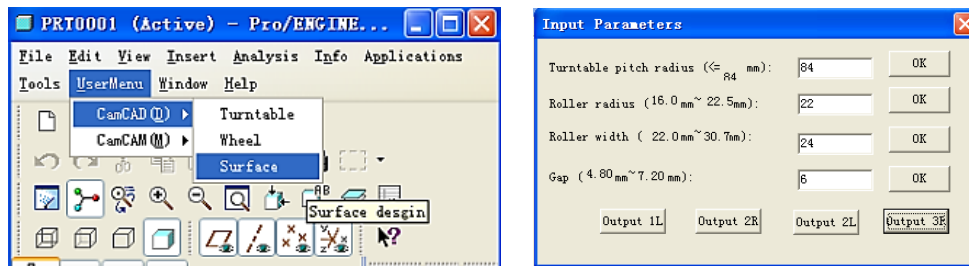 PRT0001 (Active) - Pro/ENGINE...
File Edit View Insert Analysis Info Applications
Tools UserMenu Window Help
CamCAD(D) Turntable
CamCAM(M) Wheel
Surface
AB
Surface desgin
Input Parameters
Turntable pitch radius (<= 84 mm): 84 OK
Roller radius (16.0mm~ 22.5mm): 22 OK
Roller width ( 22.0mm~30.7mm): 24 OK
Gap (4.80mm~7.20mm): 6 OK
Output 1L Output 2R Output 2L Output 3R